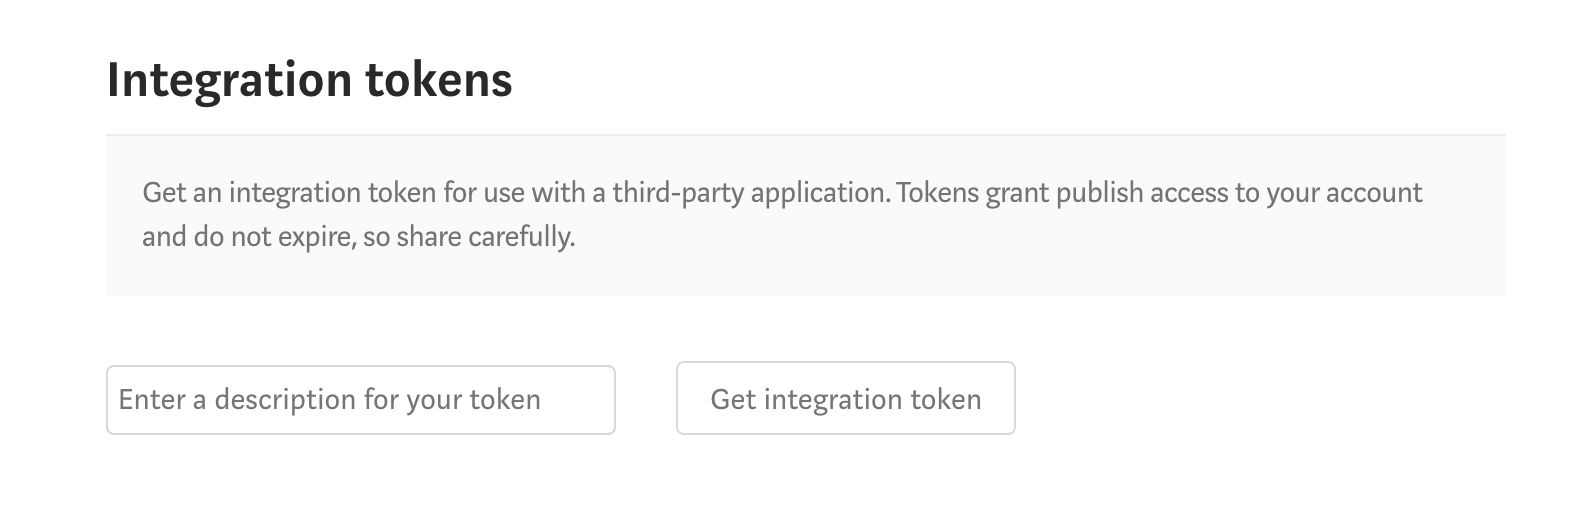 Integration tokens
Get an integration token for use with a third-party application. Tokens grant publish access to your account
and do not expire, so share carefully.
Enter a description for your token
Get integration token